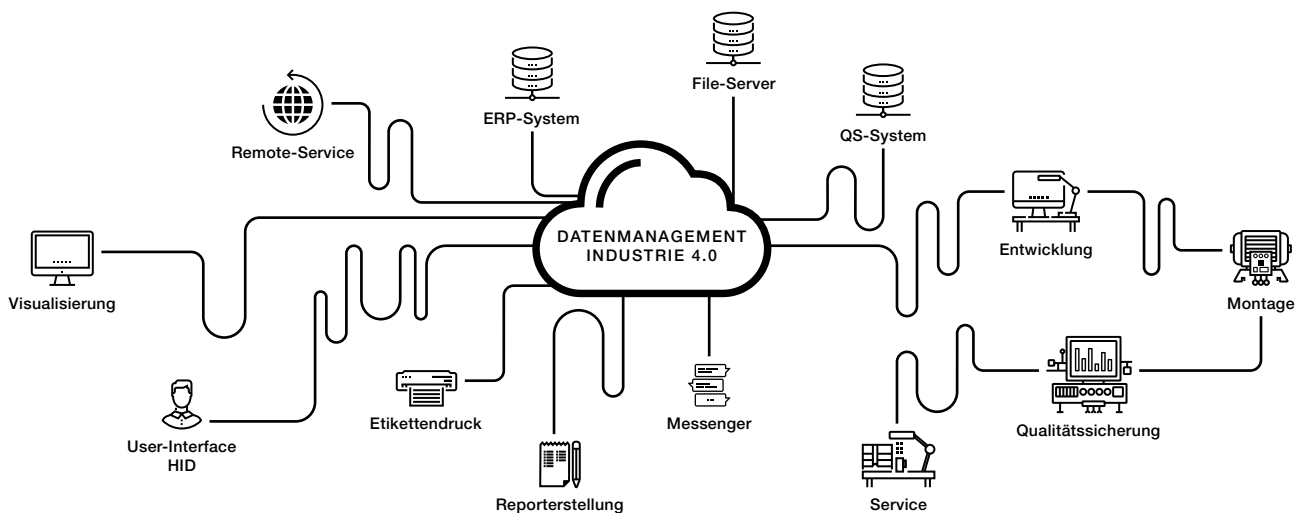 File-Server
ERP-System
QS-System
Remote-Service
DATENMANAGEMENT
INDUSTRIE 4.0
Entwicklung
Visualisierung
Montage
Etikettendruck
Messenger
Qualitätssicherung
User-Interface
HID
Reporterstellung
Service